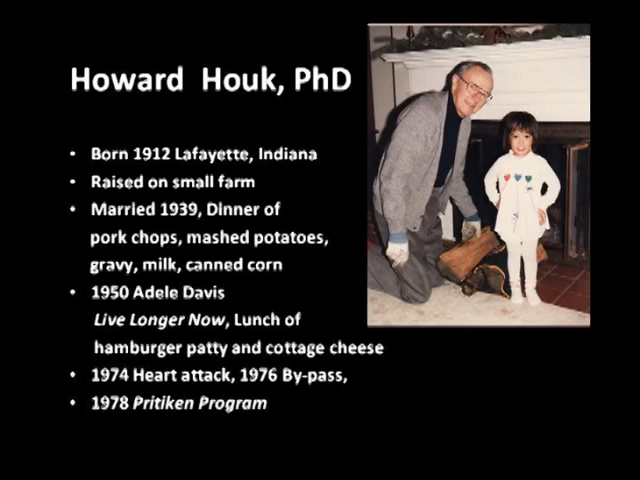 Howard Houk, PhD
• Born 1912 Lafayette, Indiana
• Raised on small farm
• Married 1939, Dinner of
pork chops, mashed potatoes,
gravy, milk, canned corn
• 1950 Adele Davis
Live Longer Now, Lunch of
hamburger patty and cottage cheese
• 1974 Heart attack, 1976 By-pass,
• 1978 Pritiken Program